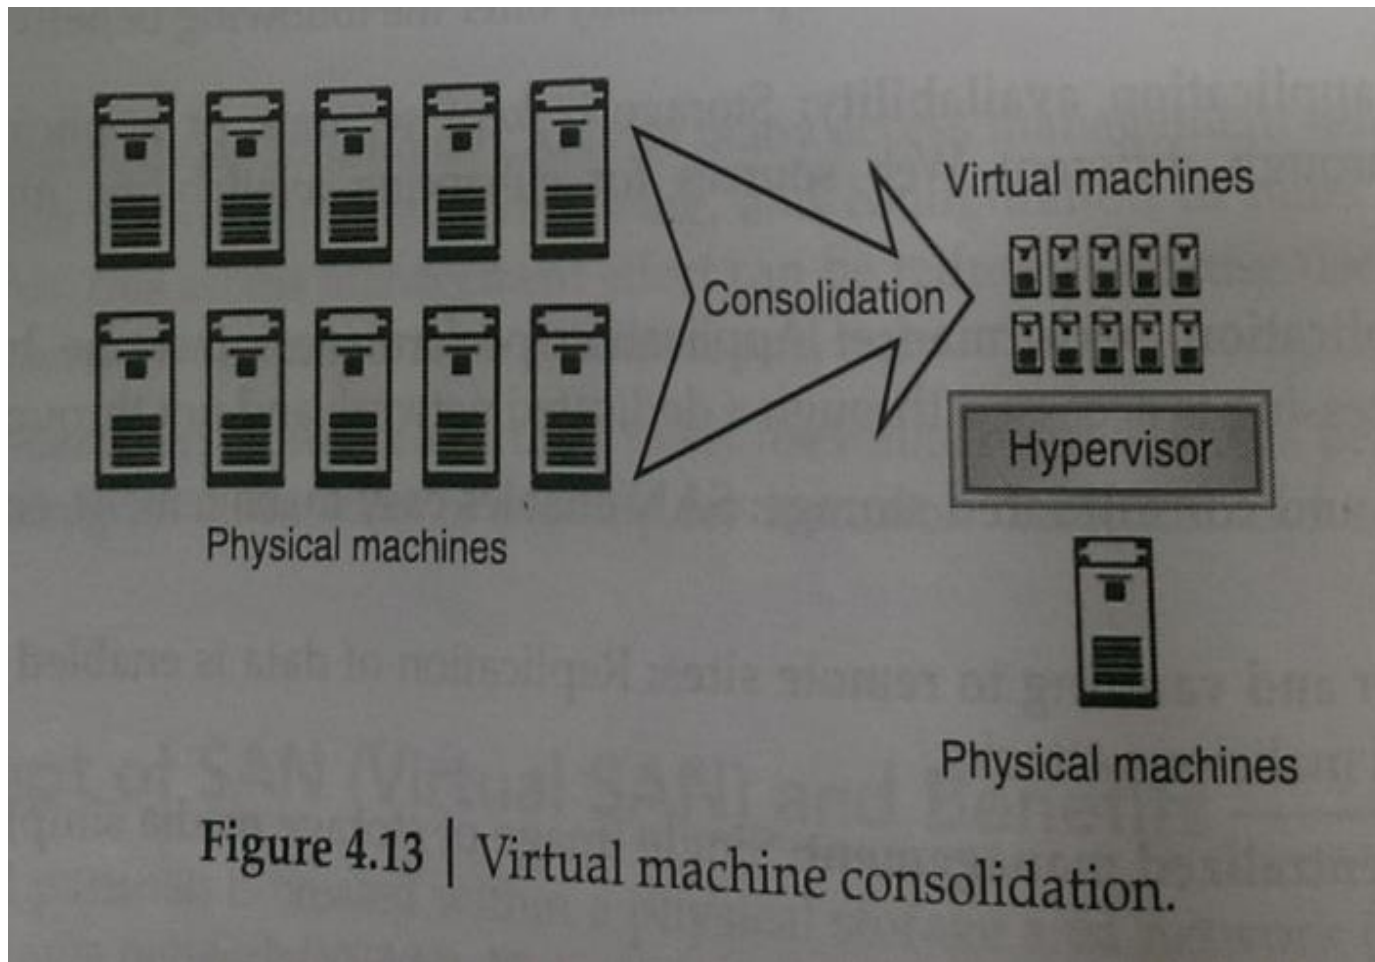 Physical machines
Consolidation
Virtual machines
Hypervisor
Physical machines
Figure 4.13 | Virtual machine consolidation.